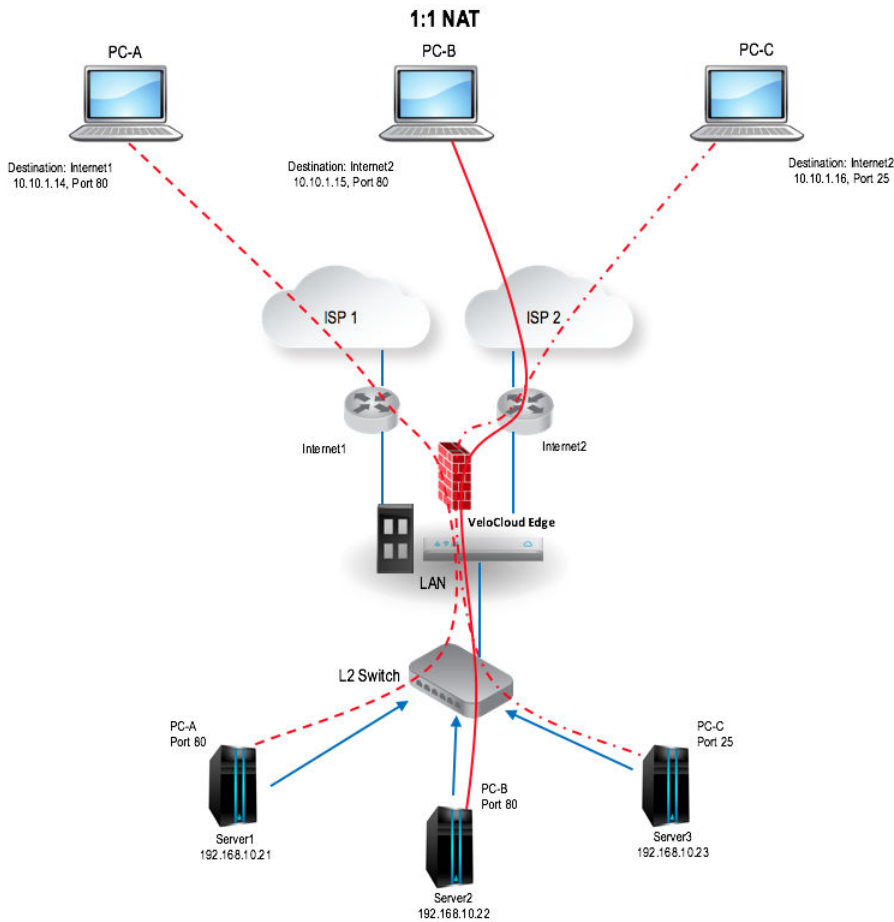 1:1 NAT
PC-A
PC-B
PC-C
Destination: Internet1
10.10.1.14, Port 80
Destination: Internet2
10.10.1.15, Port 80
Destination: Internet2
10.10.1.16, Port 25
ISP 1
ISP 2
Internet1
Internet2
VeloCloud Edge
LAN
L2 Switch
PC-A
Port 80
PC-C
Port 25
PC-B
Port 80
Server1
192.168.10.21
Server3
192.168.10.23
Server2
192.168.10.22